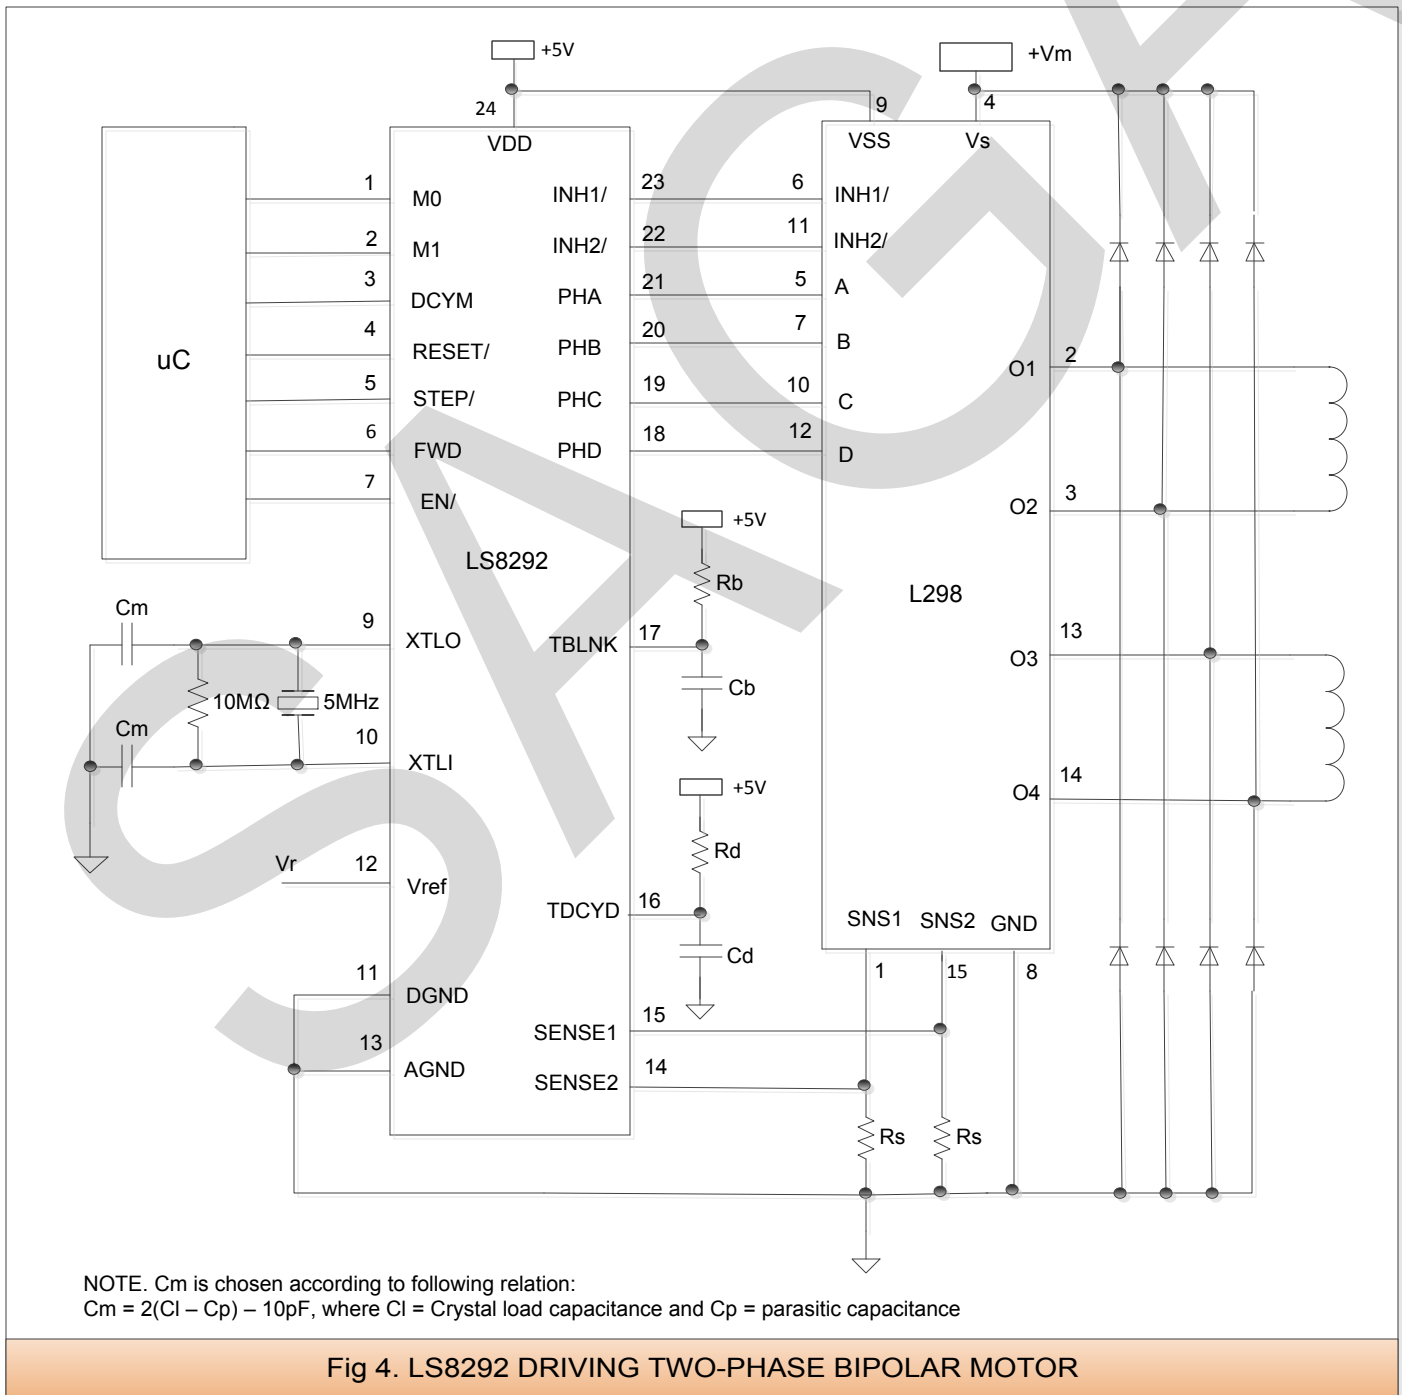 +5V
+Vm
24
9
4
VDD
VSS
Vs
1
M0
INH1/
23
6
INH1/
2
M1
INH2/
22
11
INH2/
3
DCYM
PHA
21
5
A
4
RESET/
PHB
20
7
B
uC
O1
2
5
STEP/
PHC
19
10
C
6
FWD
PHD
18
12
D
7
EN/
O2
3
+5V
LS8292
Rb
L298
Cm
9
XTLO
TBLNK
17
O3
13
Cb
10MΩ
5MHz
Cm
10
XTLI
+5V
O4
14
Rd
Vr
12
Vref
TDCYD
16
SNS1
SNS2
GND
Cd
11
DGND
1
15
8
SENSE1
15
13
AGND
SENSE2
14
Rs
Rs
NOTE. Cm is chosen according to following relation:
Cm = 2(Cl – Cp) – 10pF, where Cl = Crystal load capacitance and Cp = parasitic capacitance
Fig 4. LS8292 DRIVING TWO-PHASE BIPOLAR MOTOR